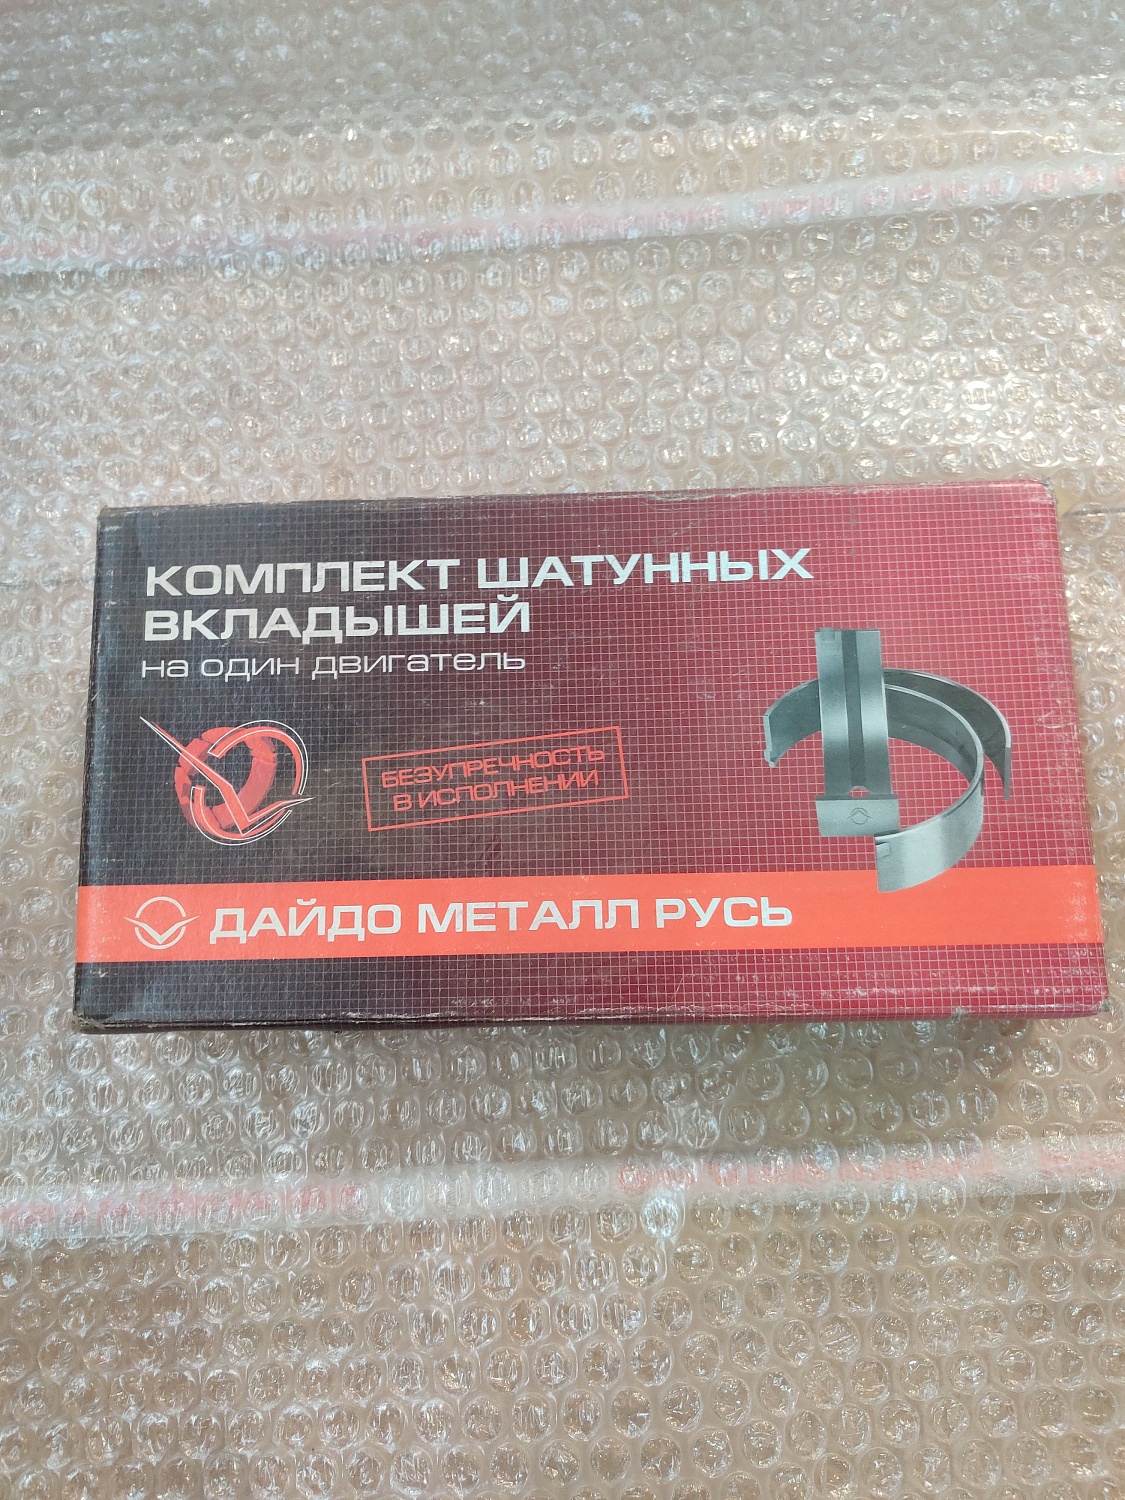 КОМПЛЕКТ ШАТУННЫХ
ВКЛАДЫШЕЙ
на один двигатель
БЕЗУПРЕЧНОСТЬ
В ИСПОЛНЕНИИ
ДАЙДО МЕТАЛЛ РУСЬ